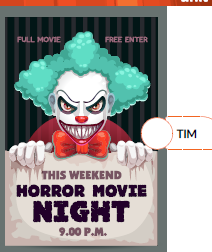 FULL MOVIE FREE ENTER
TIM
THIS WEEKEND
HORROR MOVIE
NIGHT
9.00 P.M.